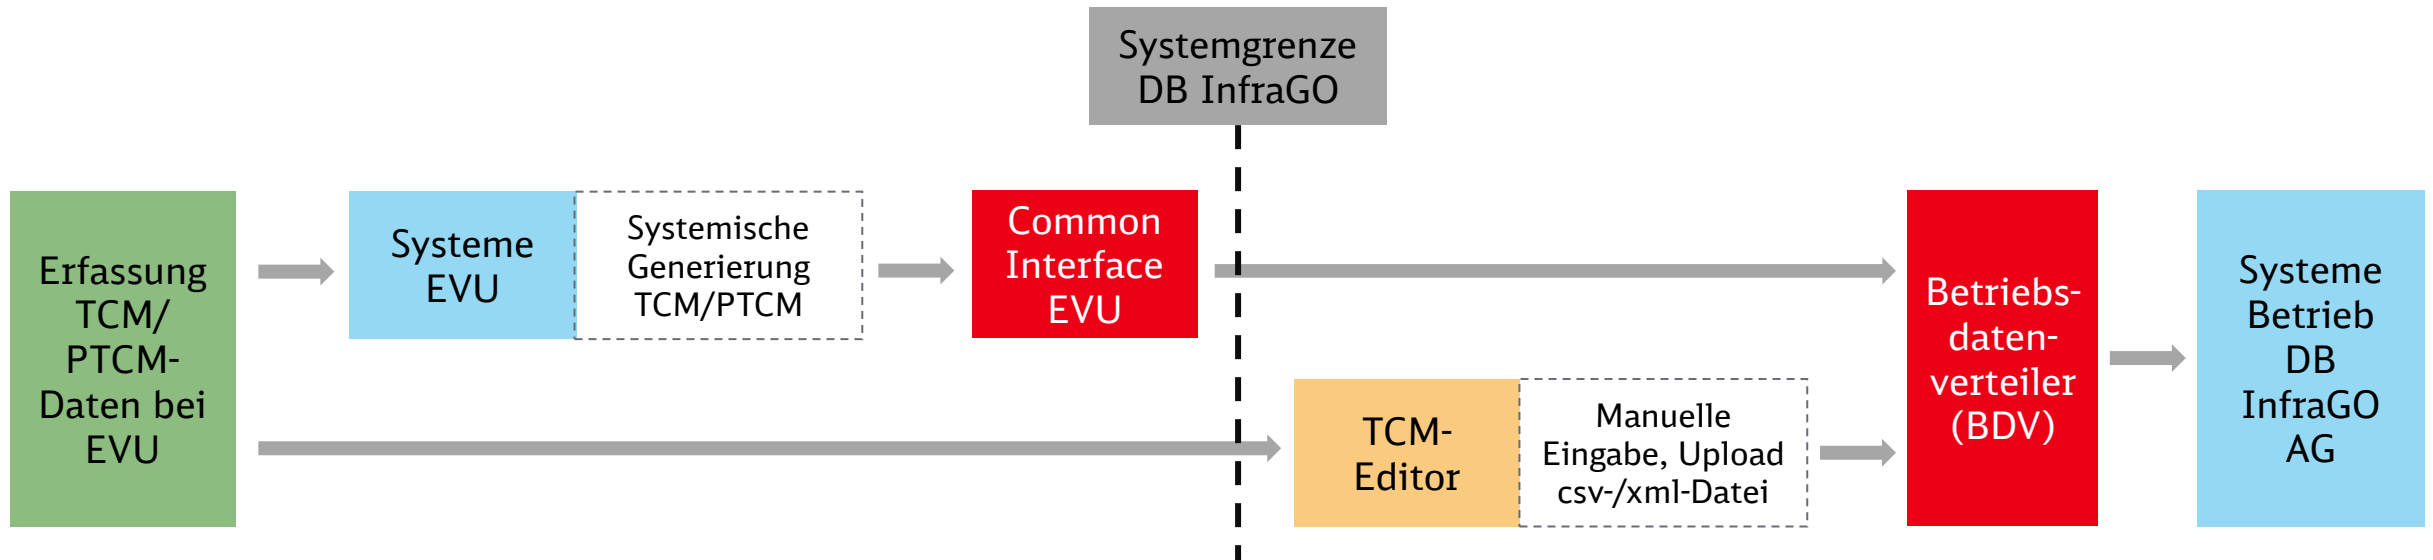 Systemgrenze
DB InfraGO
Erfassung
TCM/
PTCM-
Daten bei
EVU
Systeme
EVU
Systemische
Generierung
TCM/PTCM
Common
Interface
EVU
TCM-
Editor
Manuelle
Eingabe, Upload
csv-/xml-Datei
Betriebs-
daten-
verteiler
(BDV)
Systeme
Betrieb
DB
InfraGO
AG